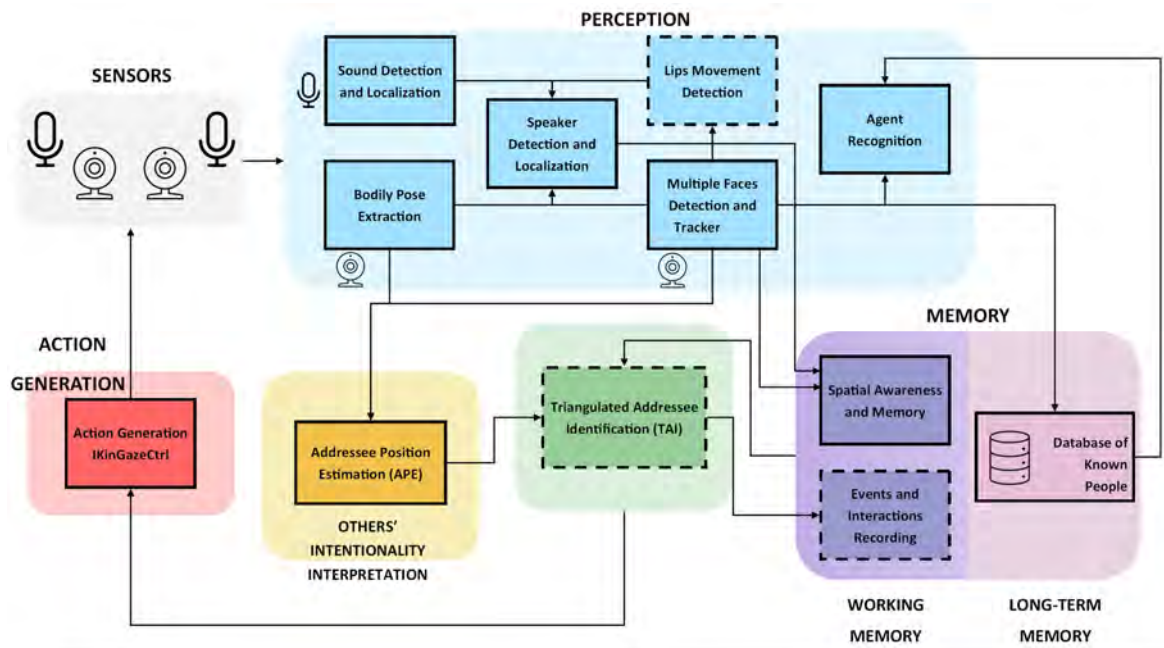 PERCEPTION
SENSORS
Sound Detection
and Localization
Lips Movement
Detection
Speaker
Detection and
Localization
Agent
Recognition
Bodily Pose
Extraction
Multiple Faces
Detection and
Tracker
MEMORY
ACTION
GENERATION
Action Generation
IKinGazeCtrl
Addressee Position
Estimation (APE)
OTHERS'
INTENTIONALITY
INTERPRETATION
Triangulated Addressee
Identification (TAI)
Spatial Awareness
and Memory
Events and
Interactions
Recording
Database of
Known
People
WORKING
MEMORY
LONG-TERM
MEMORY